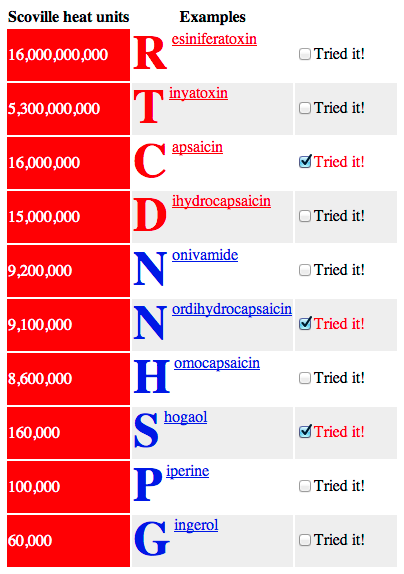 Scoville heat units Examples
16,000,000,000 Resiniferatoxin Tried it!
5,300,000,000 Tinyatoxin Tried it!
16,000,000 Capsaicin Tried it!
15,000,000 Dihydrocapsaicin Tried it!
9,200,000 Nonivamide Tried it!
9,100,000 Nordihydrocapsaicin Tried it!
8,600,000 Homocapsaicin Tried it!
160,000 Shogaol Tried it!
100,000 Piperine Tried it!
60,000 Gingerol Tried it!